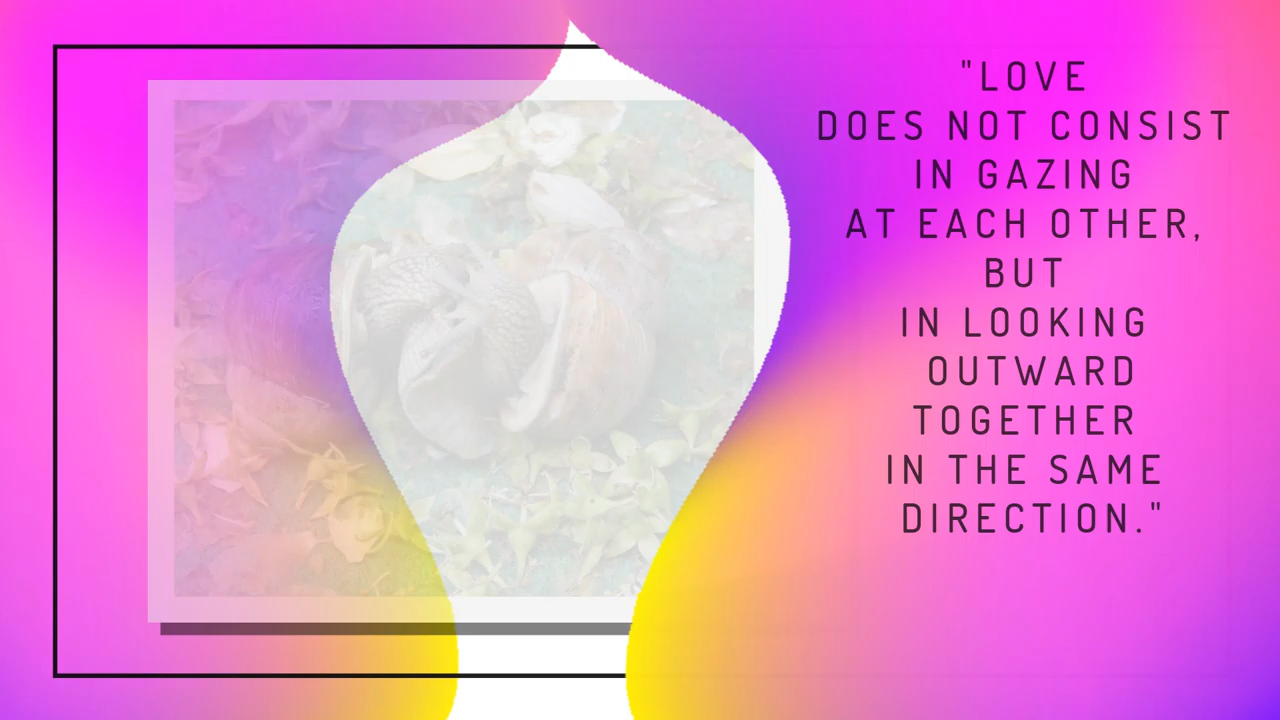 "LOVE
DOES NOT CONSIST
IN GAZING
AT EACH OTHER,
BUT
IN LOOKING
OUTWARD
TOGETHER
IN THE SAME
DIRECTION."